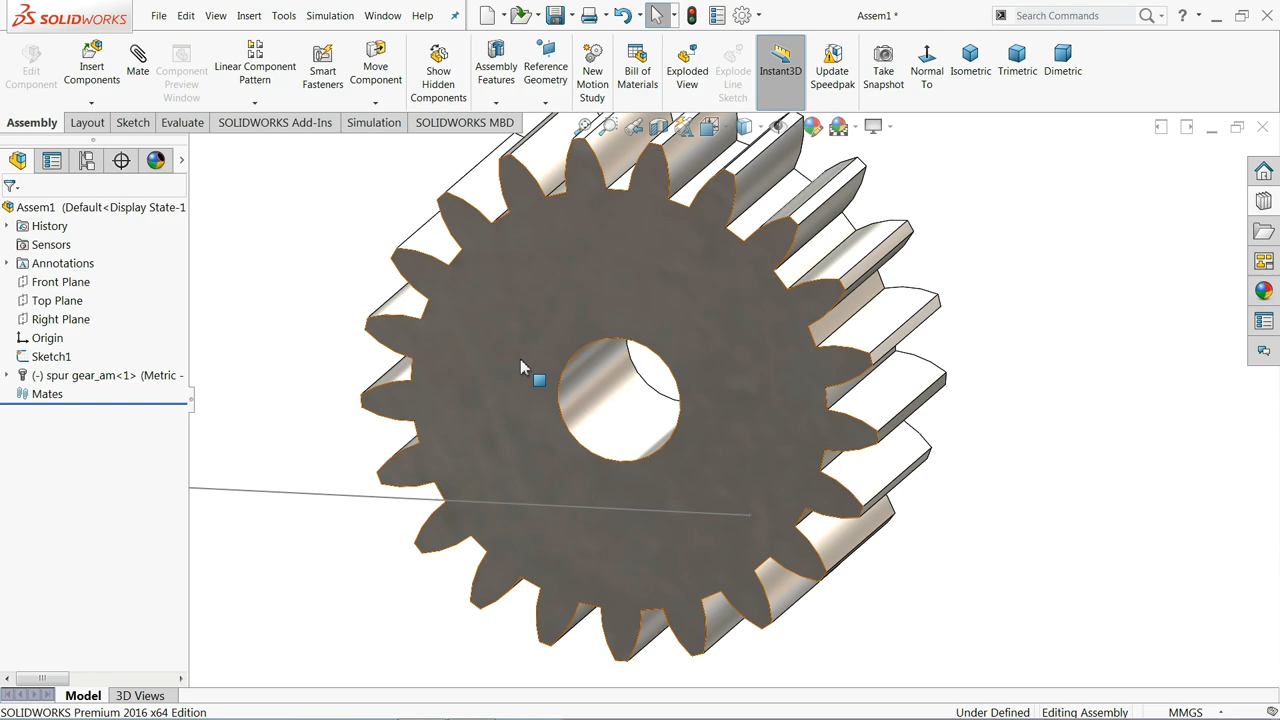 SOLIDWORKS
File Edit View Insert Tools Simulation Window Help
Assem1 *
Search Commands
Edit Component
Insert Components
Mate
Component Preview Window
Linear Component Pattern
Smart Fasteners
Move Component
Show Hidden Components
Assembly Features
Reference Geometry
New Motion Study
Bill of Materials
Exploded View
Explode Line Sketch
Instant3D
Update Speedpak
Take Snapshot
Normal To
Isometric
Trimetric
Dimetric
Assembly Layout Sketch Evaluate SOLIDWORKS Add-Ins Simulation SOLIDWORKS MBD
Assem1 (Default<Display State-1
History
Sensors
Annotations
Front Plane
Top Plane
Right Plane
Origin
Sketch1
(-) spur gear_am<1> (Metric -
Mates
Model 3D Views
SOLIDWORKS Premium 2016 x64 Edition
Under Defined Editing Assembly MMGS